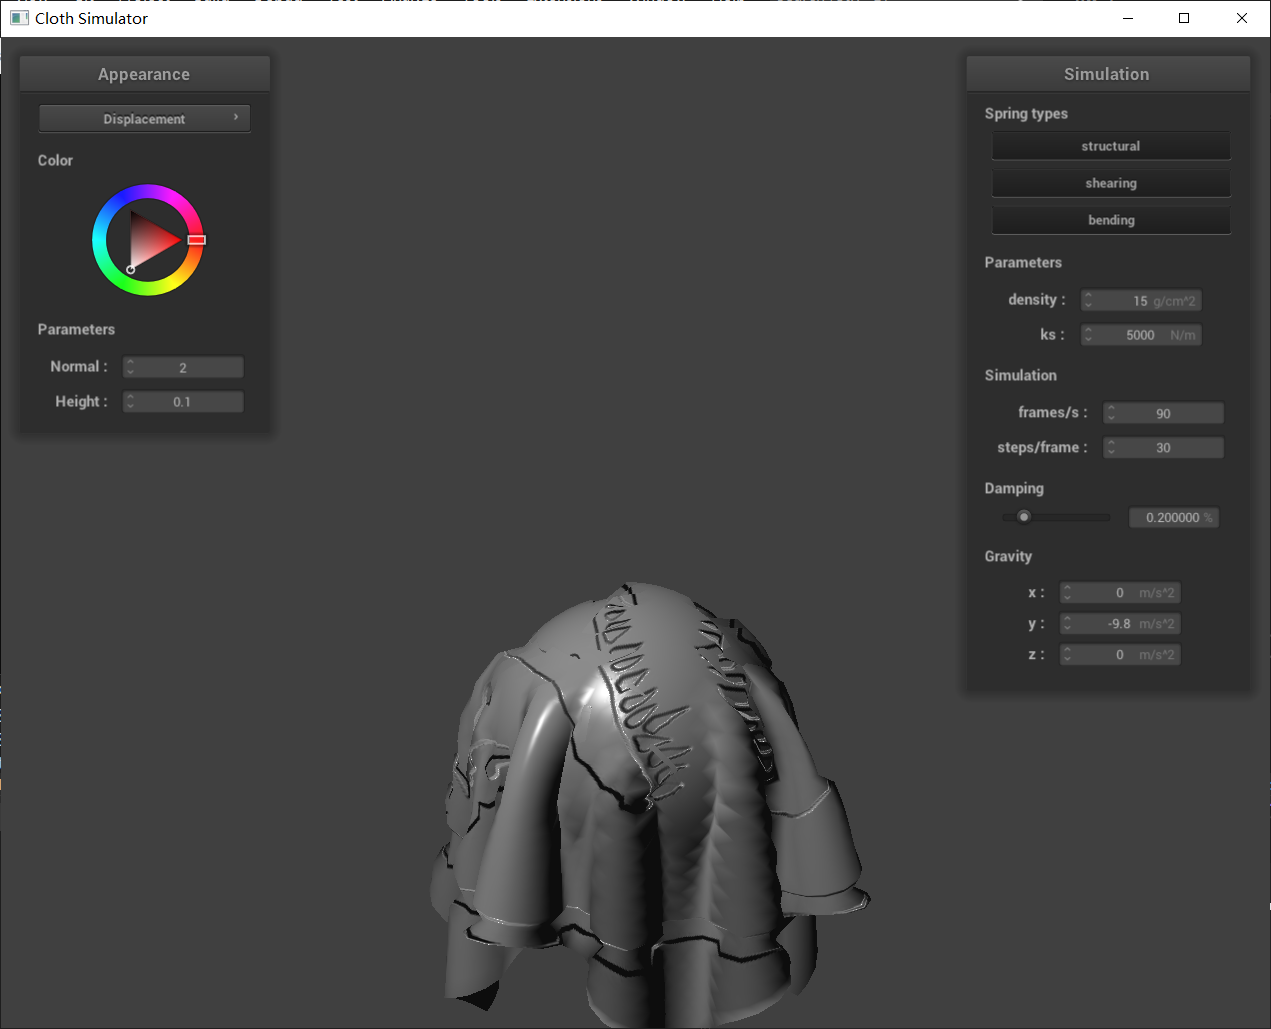 Cloth Simulator
Appearance
Displacement
Color
Parameters
Normal : 2
Height : 0.1
Simulation
Spring types
structural
shearing
bending
Parameters
density : 15 g/cm^2
ks : 5000 N/m
Simulation
frames/s : 90
steps/frame : 30
Damping
0.200000 %
Gravity
x : 0 m/s^2
y : -9.8 m/s^2
z : 0 m/s^2